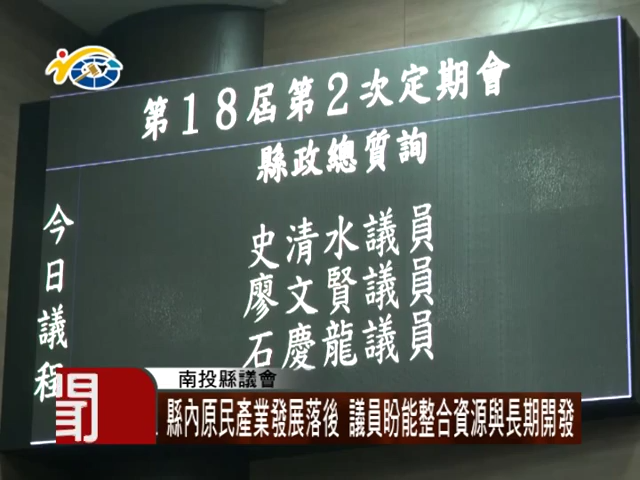 第18屆第2次定期會
縣政總質詢
今日議程
史清水議員
廖文賢議員
石慶龍議員
南投縣議會
聞
縣內原民產業發展落後 議員盼能整合資源與長期開發